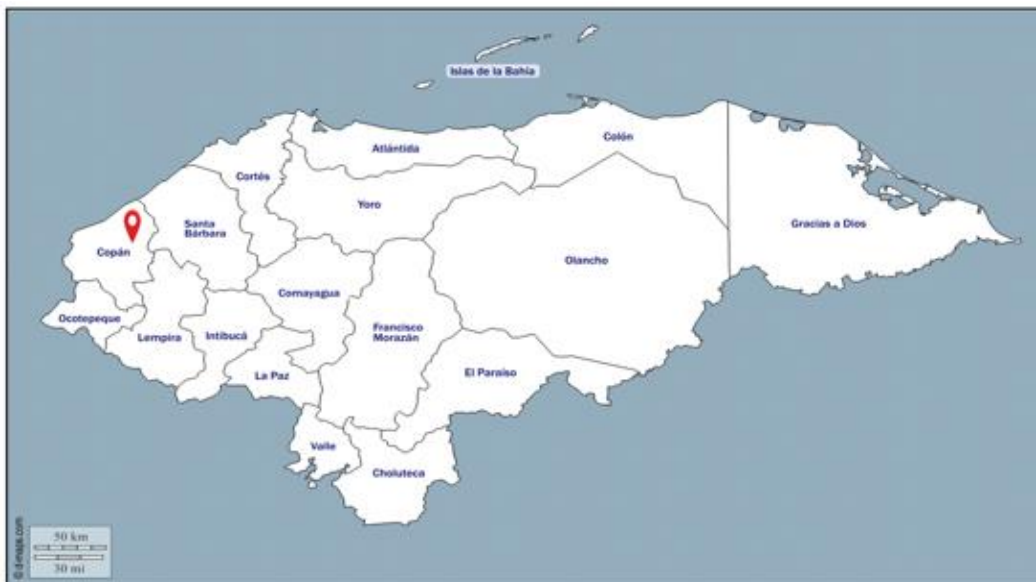 Islas de la Bahía
Colón
Atlántida
Cortés
Yoro
Santa
Bárbara
Gracias a Dios
Copán
Olancho
Comayagua
Ocotepeque
Francisco
Morazán
Lempira
Intibucá
La Paz
El Paraíso
Valle
Choluteca
50 km
30 mi
© d-maps.com